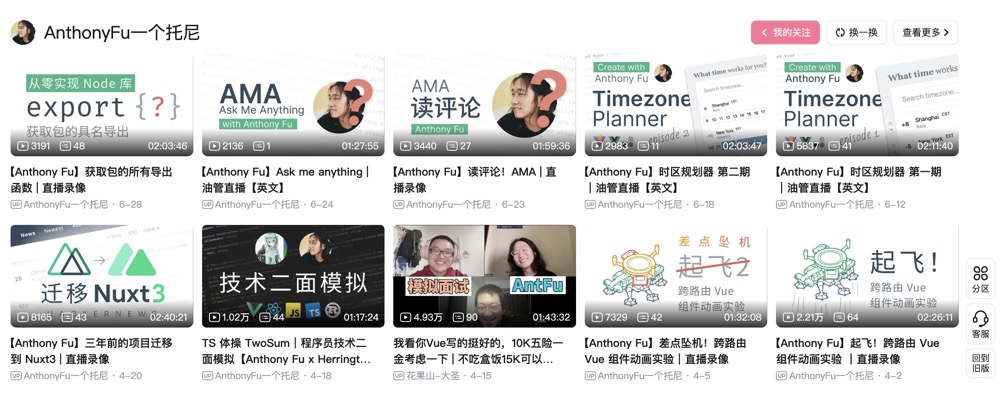 AnthonyFu一个托尼
我的关注
换一换
查看更多
从零实现 Node 库
export {?}
获取包的具名导出
3191 48 02:03:46
【Anthony Fu】获取包的所有导出
函数 | 直播录像
AnthonyFu一个托尼 · 6-28
AMA
Ask Me Anything
with Anthony Fu
?
2136 1 01:27:55
【Anthony Fu】Ask me anything |
油管直播【英文】
AnthonyFu一个托尼 · 6-24
AMA
读评论
Anthony Fu
?
3440 27 01:59:36
【Anthony Fu】读评论！AMA | 直
播录像
AnthonyFu一个托尼 · 6-23
Create with
Anthony Fu
Timezone
Planner
episode 2
What time works for you?
Search timezone...
Shanghai EST
New York
2983 11 02:03:47
【Anthony Fu】时区规划器 第二期
| 油管直播【英文】
AnthonyFu一个托尼 · 6-18
Create with
Anthony Fu
Timezone
Planner
episode 1
What time works
Search timezone...
+8 Shanghai EST
5837 41 02:11:40
【Anthony Fu】时区规划器 第一期
| 油管直播【英文】
AnthonyFu一个托尼 · 6-12
迁移 Nuxt3
8165 43 02:40:21
【Anthony Fu】三年前的项目迁移
到 Nuxt3 | 直播录像
AnthonyFu一个托尼 · 4-20
技术二面模拟
JS TS
1.02万 44 01:17:24
TS 体操 TwoSum | 程序员技术二
面模拟【Anthony Fu x Herringt...
AnthonyFu一个托尼 · 4-18
模拟面试
AntFu
4.93万 90 01:43:32
我看你Vue写的挺好的，10K五险一
金考虑一下 | 不吃盒饭15K可以...
花果山-大圣 · 4-15
差点坠机
起飞2
跨路由 Vue
组件动画实验
7329 42 01:32:08
【Anthony Fu】差点坠机！跨路由
Vue 组件动画实验 | 直播录像
AnthonyFu一个托尼 · 4-5
起飞！
跨路由 Vue
组件动画实验
2.21万 64 02:26:11
【Anthony Fu】起飞！跨路由 Vue
组件动画实验 | 直播录像
AnthonyFu一个托尼 · 4-2
分区
客服
回到
旧版